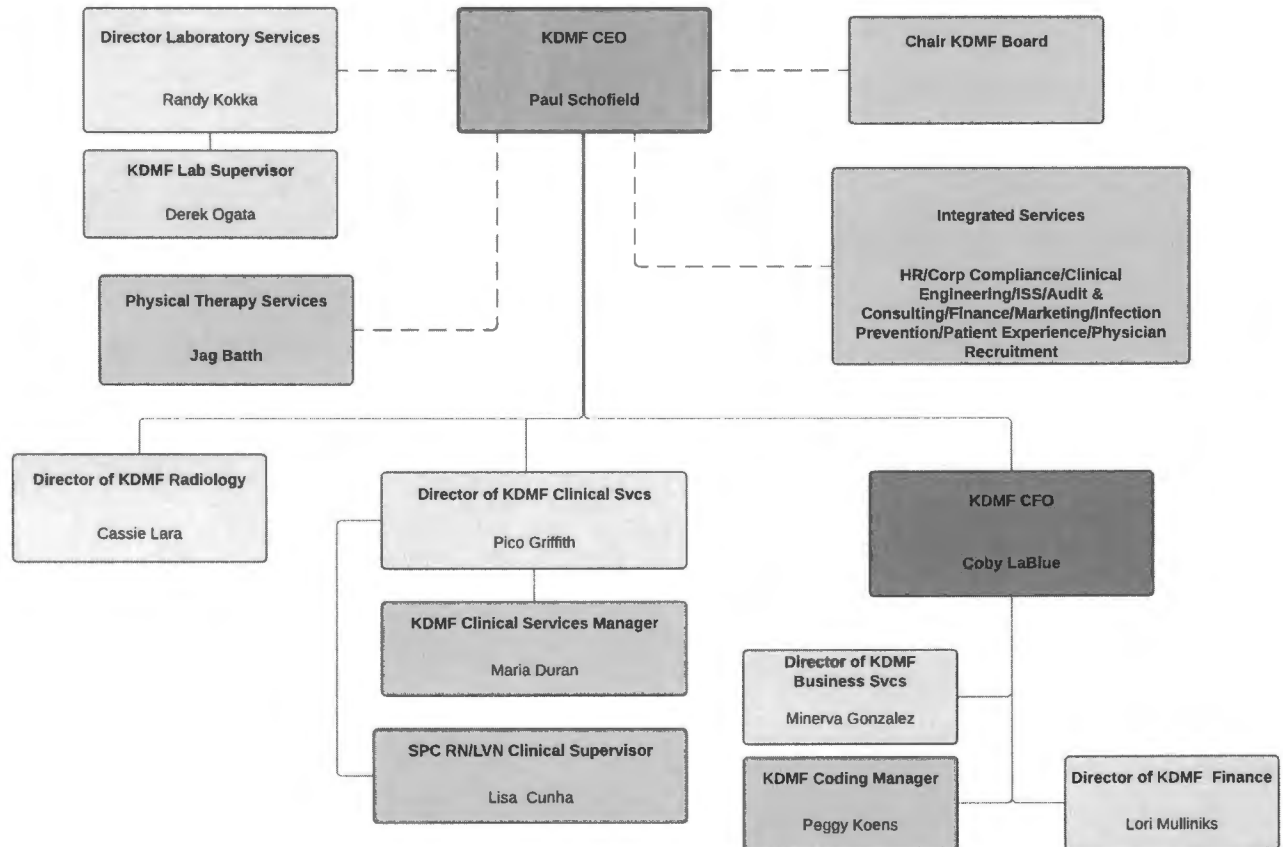 Director Laboratory Services
Randy Kokka
KDMF CEO
Paul Schofield
Chair KDMF Board
KDMF Lab Supervisor
Derek Ogata
Integrated Services
HR/Corp Compliance/Clinical
Engineering/ISS/Audit &
Consulting/Finance/Marketing/Infection
Prevention/Patient Experience/Physician
Recruitment
Physical Therapy Services
Jag Batth
Director of KDMF Radiology
Cassie Lara
Director of KDMF Clinical Svcs
Pico Griffith
KDMF CFO
Coby LaBlue
KDMF Clinical Services Manager
Maria Duran
SPC RN/LVN Clinical Supervisor
Lisa Cunha
Director of KDMF
Business Svcs
Minerva Gonzalez
KDMF Coding Manager
Peggy Koens
Director of KDMF Finance
Lori Mulliniks